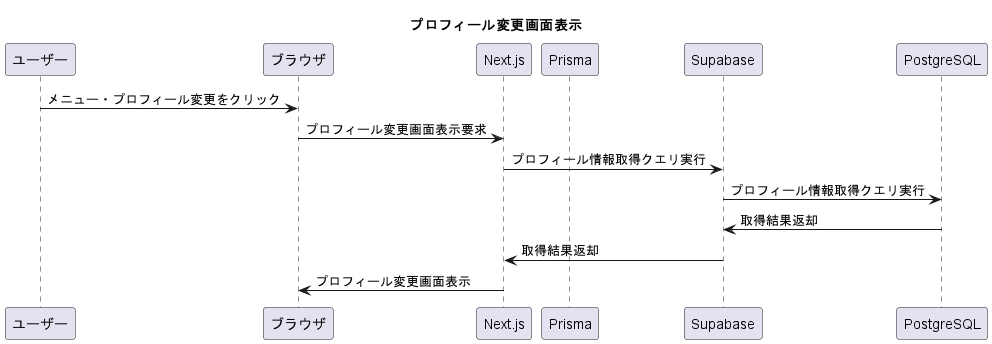 プロフィール変更画面表示
ユーザー ブラウザ Next.js Prisma Supabase PostgreSQL
メニュー・プロフィール変更をクリック
プロフィール変更画面表示要求
プロフィール情報取得クエリ実行
プロフィール情報取得クエリ実行
取得結果返却
取得結果返却
プロフィール変更画面表示
ユーザー ブラウザ Next.js Prisma Supabase PostgreSQL